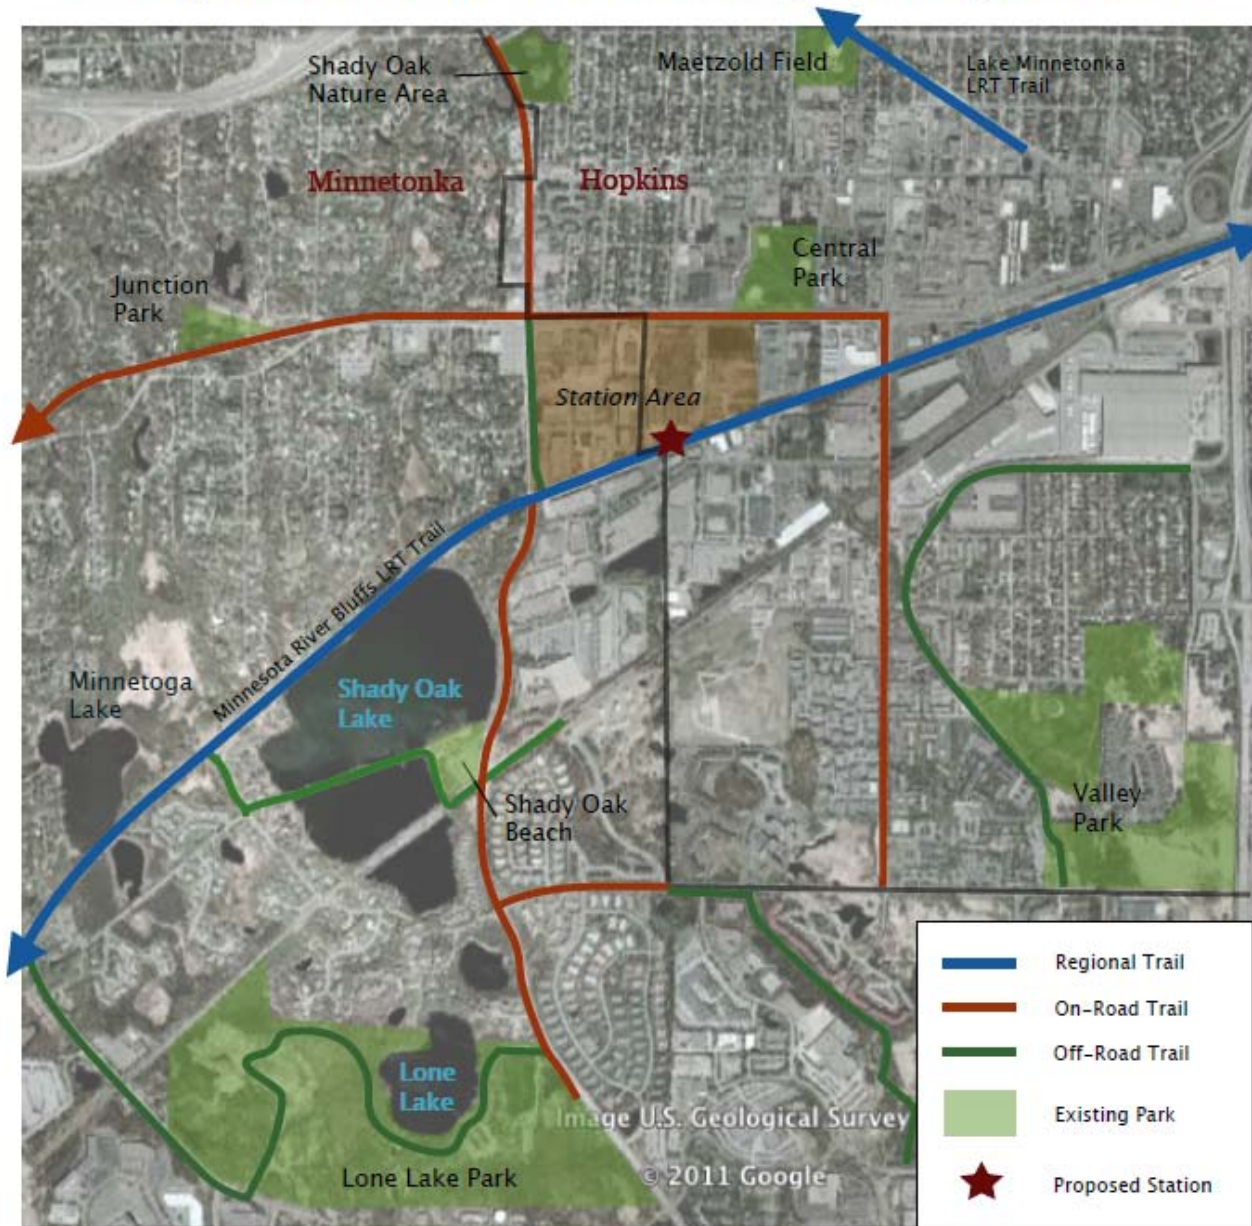 Shady Oak
Nature Area
Maetzold Field
Lake Minnetonka
LRT Trail
Minnetonka
Hopkins
Central
Park
Junction
Park
Station Area
Minnesota River Bluffs LRT Trail
Minnetoga
Lake
Shady Oak
Lake
Shady Oak
Beach
Valley
Park
Lone
Lake
Lone Lake Park
Image U.S. Geological Survey
© 2011 Google
Regional Trail
On-Road Trail
Off-Road Trail
Existing Park
Proposed Station